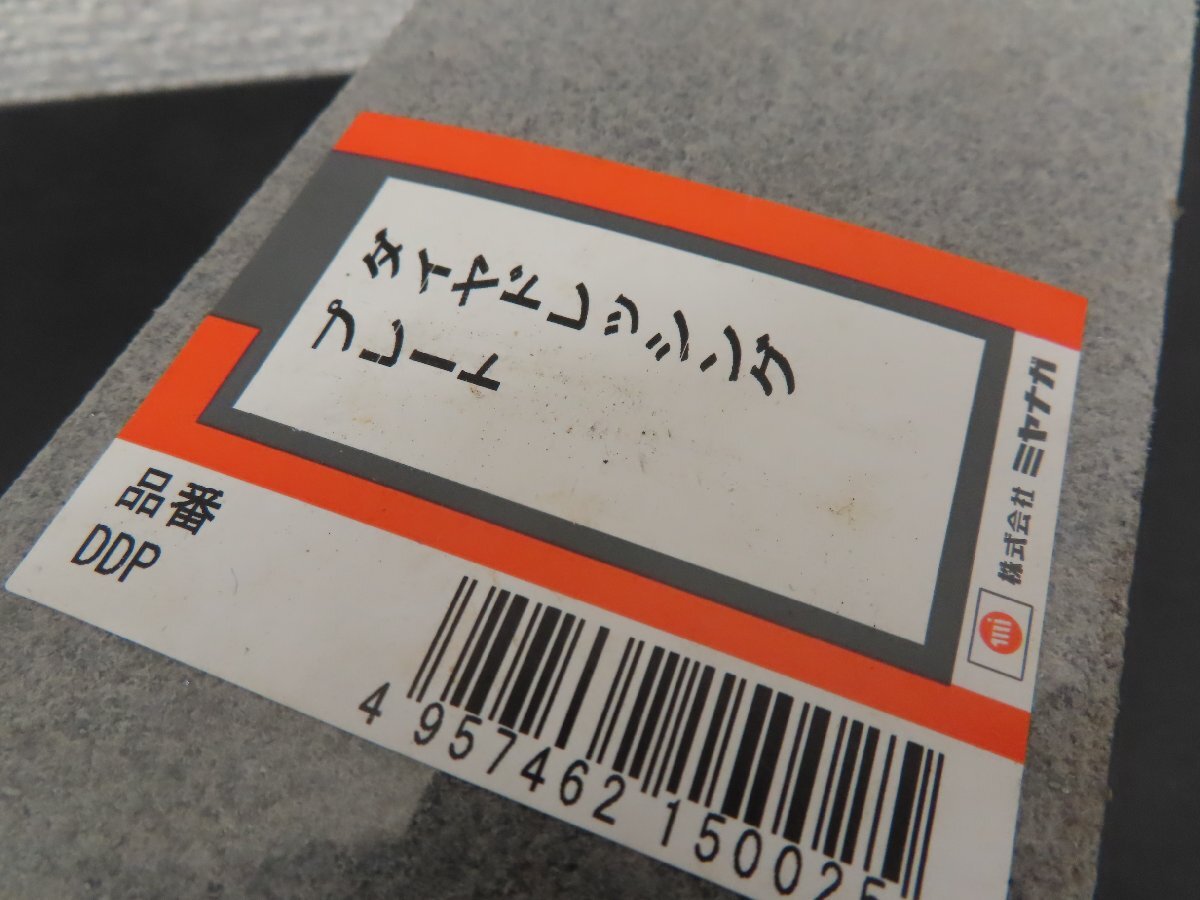 ダイヤドレッシング
プレート
株式会社 ミヤナガ
品番
DDP
4 957462 150025